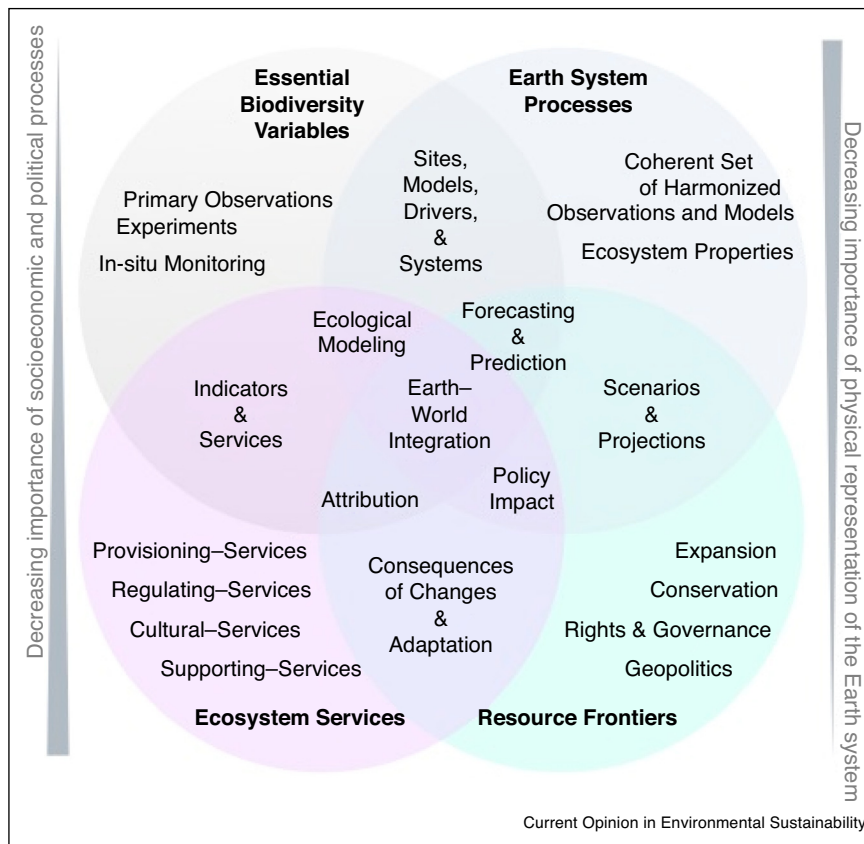 Decreasing importance of socioeconomic and political processes
Essential
Biodiversity
Variables
Earth System
Processes
Primary Observations
Experiments
In-situ Monitoring
Sites,
Models,
Drivers,
&
Systems
Coherent Set
of Harmonized
Observations and Models
Ecosystem Properties
Ecological
Modeling
Forecasting
&
Prediction
Indicators
&
Services
Earth–
World
Integration
Scenarios
&
Projections
Attribution
Policy
Impact
Provisioning–Services
Regulating–Services
Cultural–Services
Supporting–Services
Consequences
of Changes
&
Adaptation
Expansion
Conservation
Rights & Governance
Geopolitics
Ecosystem Services
Resource Frontiers
Decreasing importance of physical representation of the Earth system
Current Opinion in Environmental Sustainability